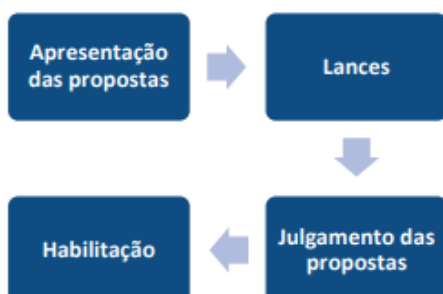 Apresentação
das propostas
Lances
Julgamento das
propostas
Habilitação